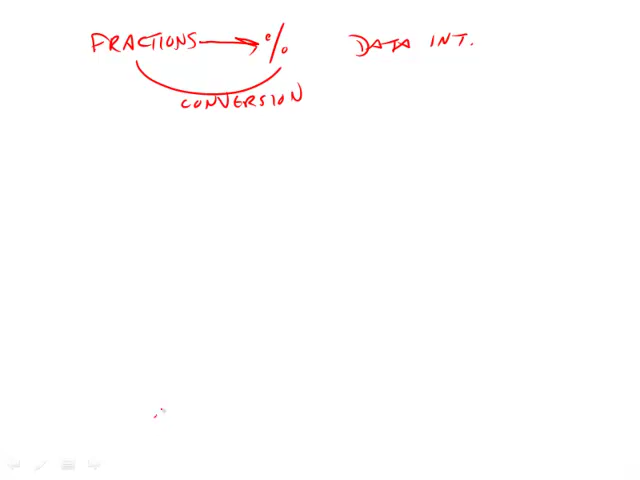 FRACTIONS → % DATA INT.
CONVERSION